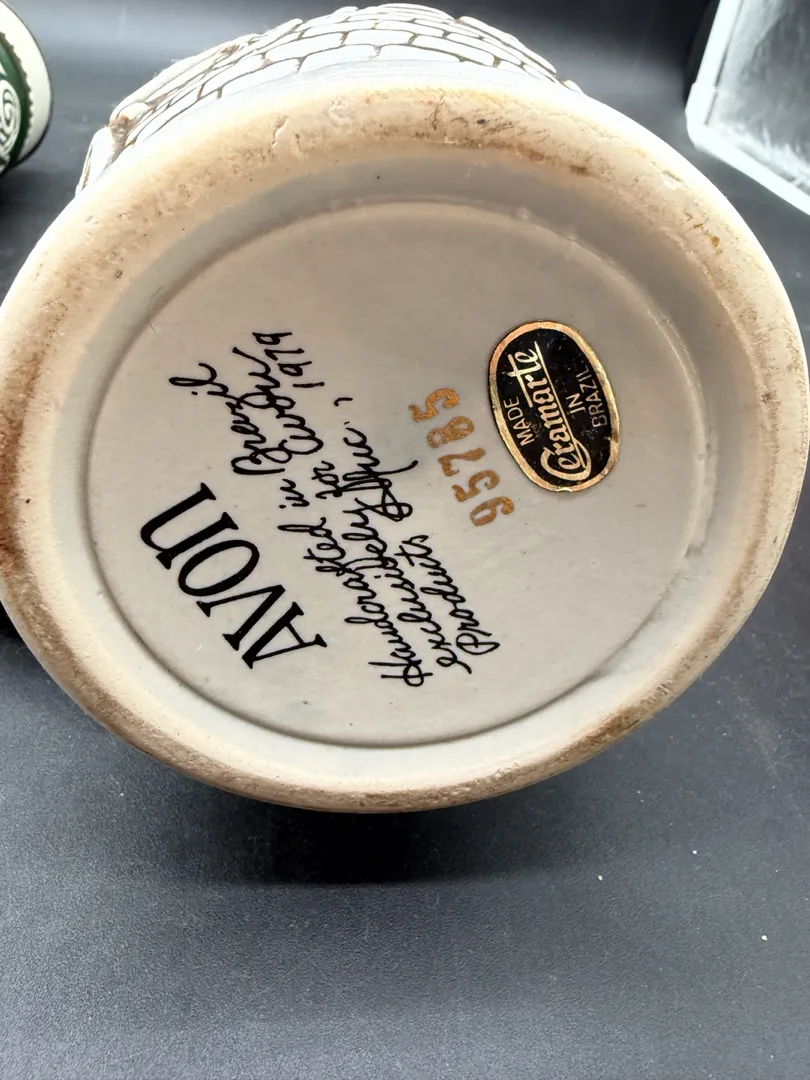 AVON
Handcrafted in Brazil
exclusively for Avon
Products, Inc., 1979
95785
MADE
Ceramarte
IN
BRAZIL